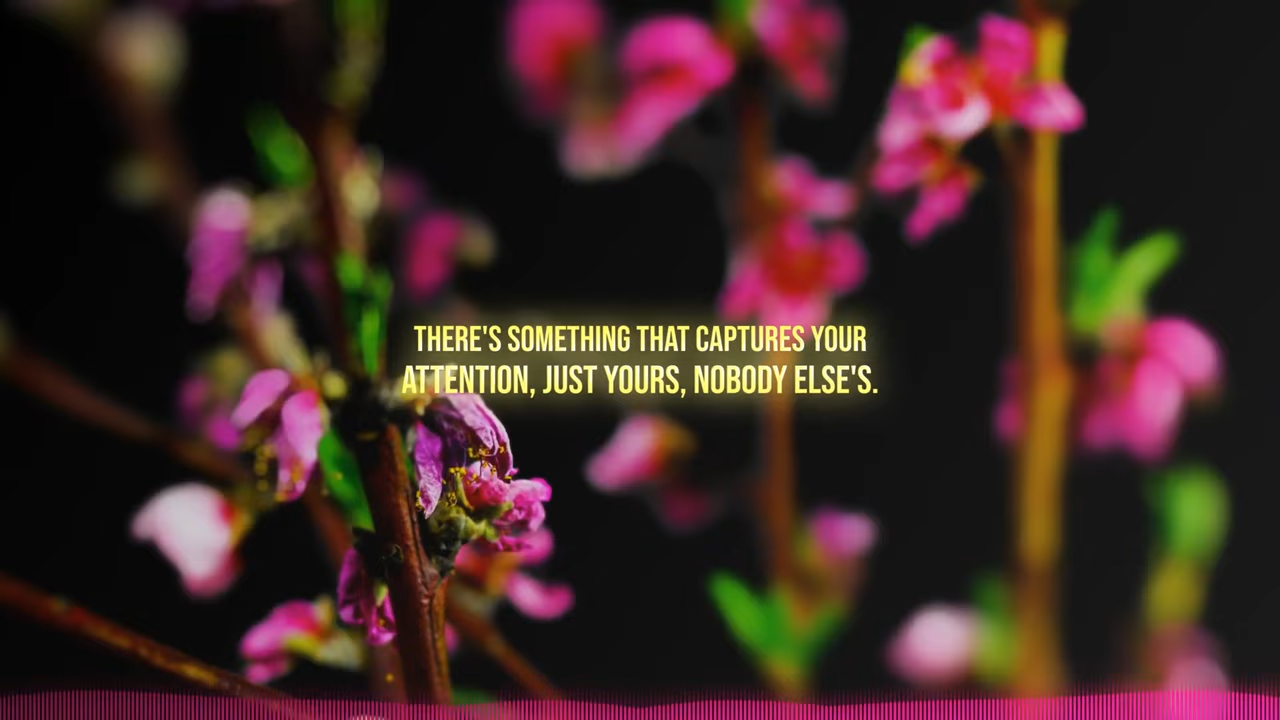 THERE'S SOMETHING THAT CAPTURES YOUR
ATTENTION, JUST YOURS, NOBODY ELSE'S.